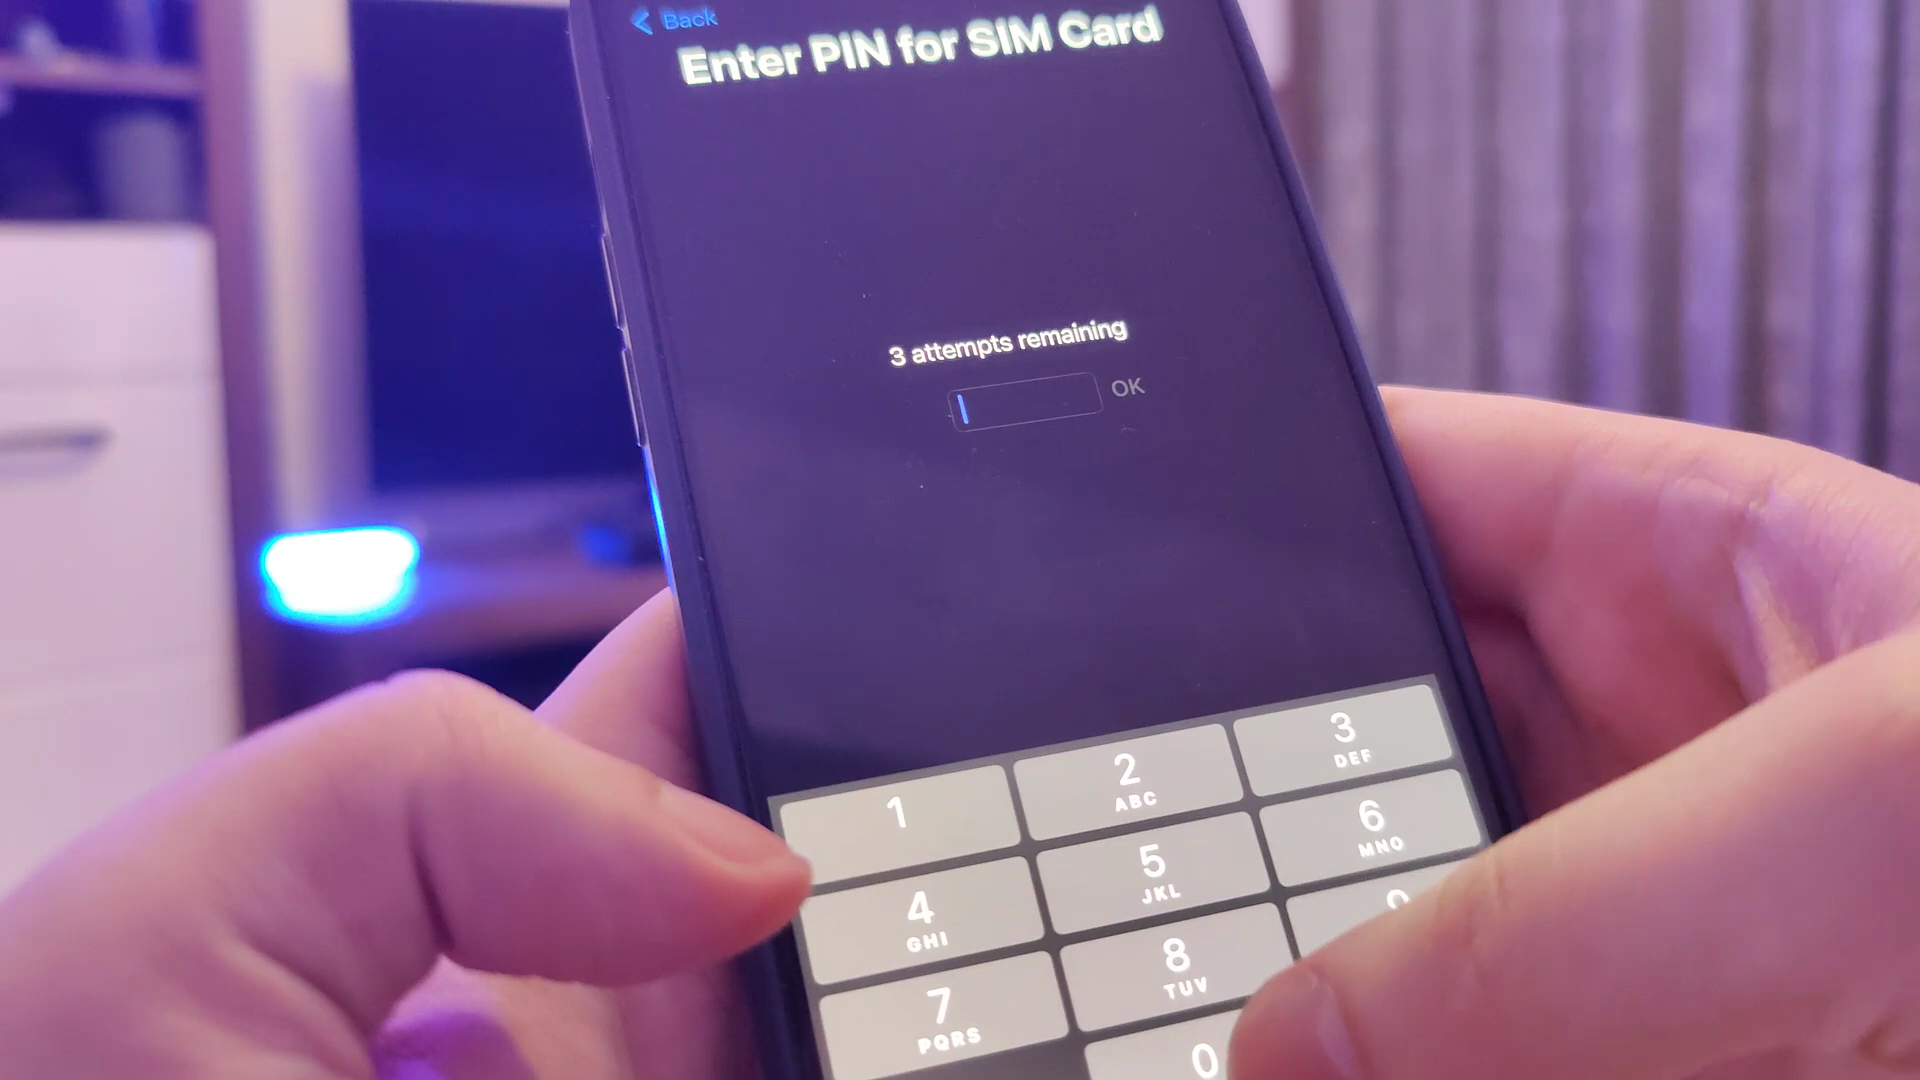 Back
Enter PIN for SIM Card
3 attempts remaining
OK
1
2
ABC
3
DEF
4
GHI
5
JKL
6
MNO
7
PQRS
8
TUV
0